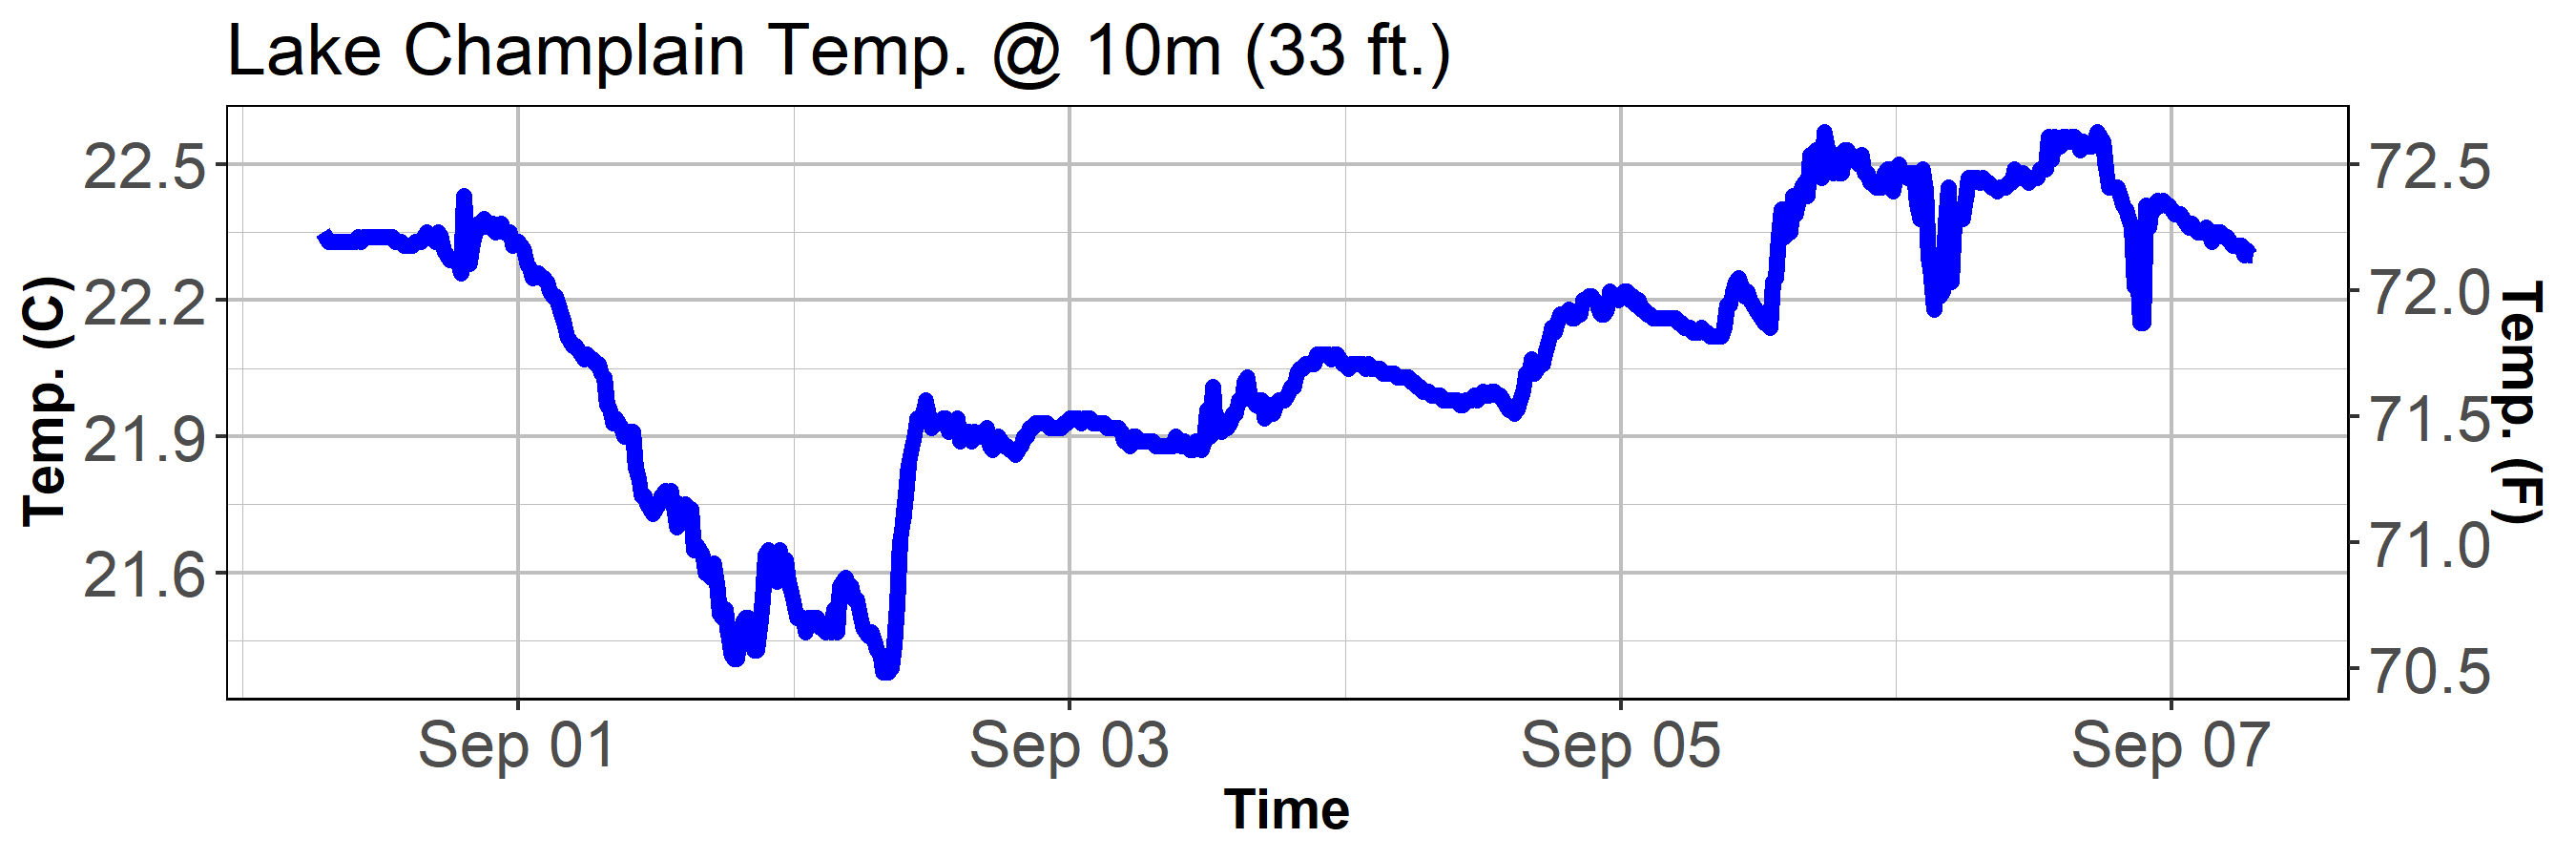 Lake Champlain Temp. @ 10m (33 ft.)
Temp. (C)
22.5
22.2
21.9
21.6
72.5
72.0
71.5
71.0
70.5
Temp. (F)
Sep 01 Sep 03 Sep 05 Sep 07
Time